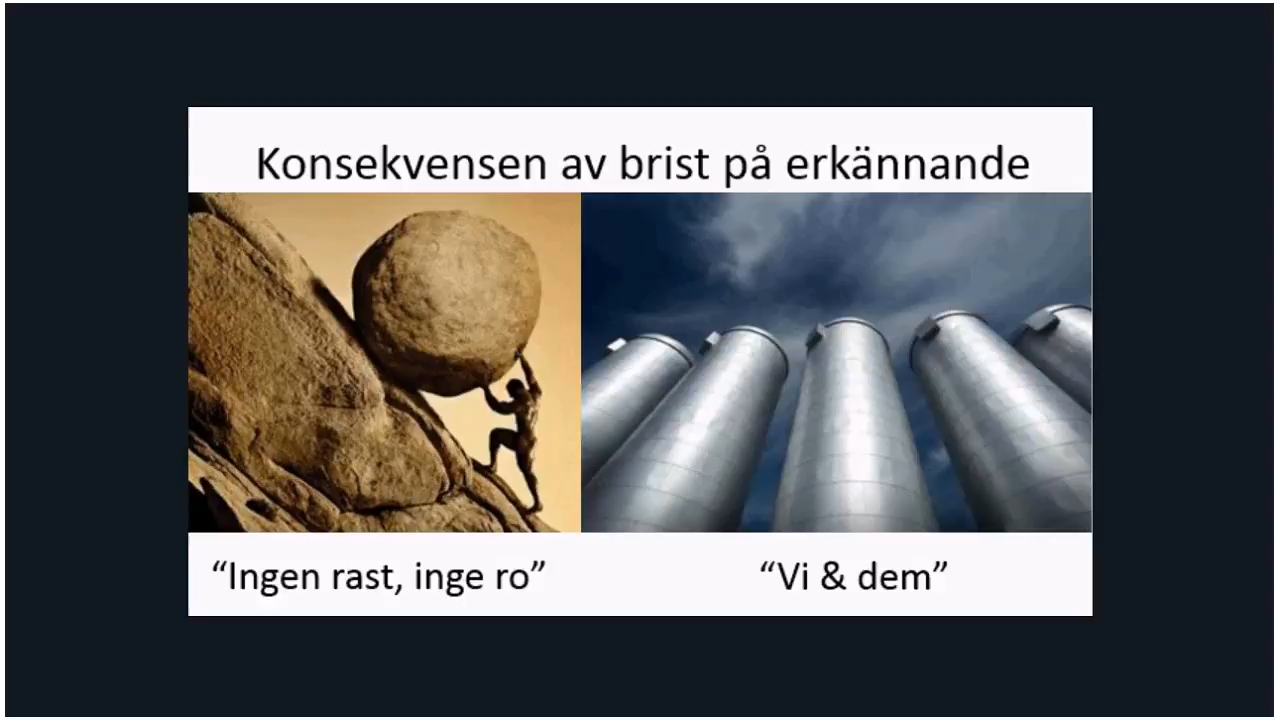 Konsekvensen av brist på erkännande
“Ingen rast, inge ro”
“Vi & dem”